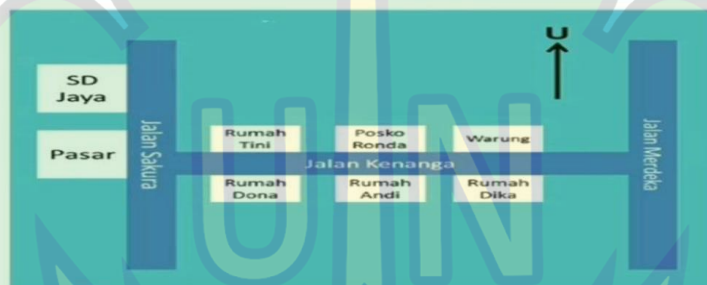 U
SD
Jaya
Pasar
Jalan Sakura
Rumah
Tini
Posko
Ronda
Warung
Jalan Kenanga
Rumah
Dona
Rumah
Andi
Rumah
Dika
Jalan Merdeka
UIN